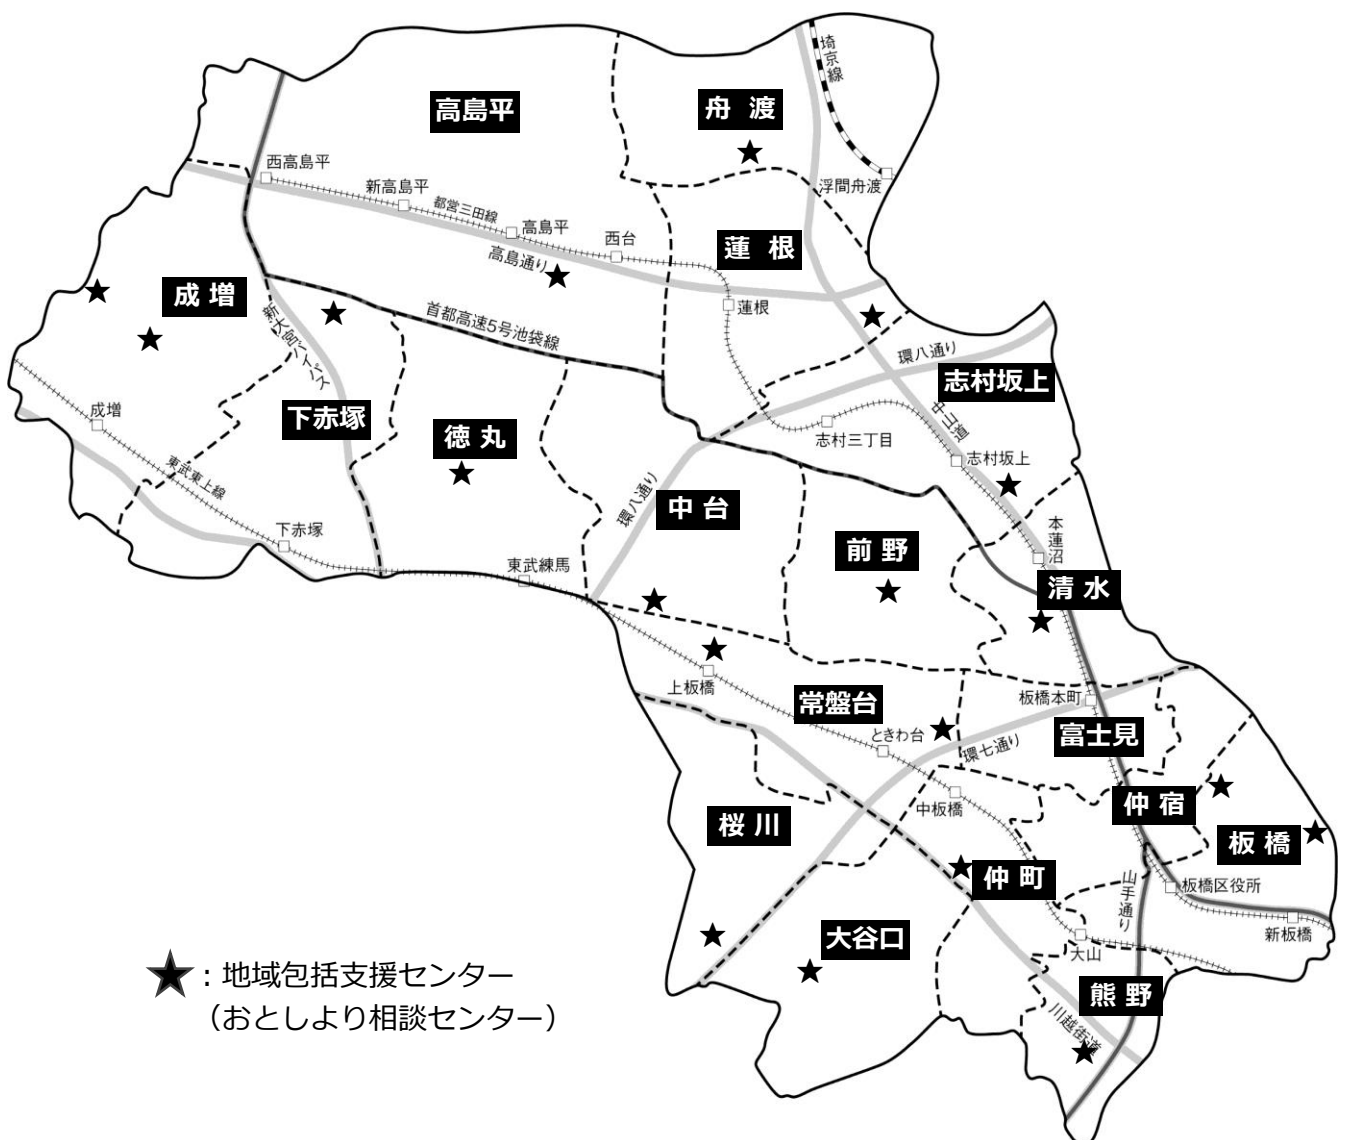 埼京線
高島平
舟 渡
西高島平
新高島平
都営三田線
高島平
西台
高島通り
浮間舟渡
蓮 根
成 増
新大宮バイパス
首都高速5号池袋線
蓮根
環八通り
志村坂上
中山道
下赤塚
徳 丸
成増
東武東上線
志村三丁目
志村坂上
環八通り
中 台
前 野
本蓮沼
下赤塚
東武練馬
清 水
上板橋
常盤台
板橋本町
富士見
ときわ台
環七通り
中板橋
仲 宿
桜 川
板 橋
仲 町
山手通り
板橋区役所
新板橋
大谷口
大山
熊 野
川越街道
：地域包括支援センター
（おとしより相談センター）